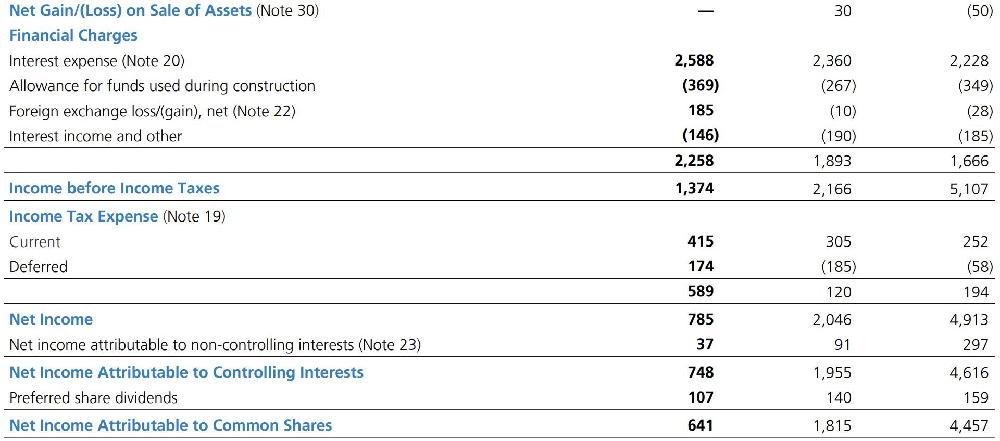 Net Gain/(Loss) on Sale of Assets (Note 30) — 30 (50)
Financial Charges
Interest expense (Note 20) 2,588 2,360 2,228
Allowance for funds used during construction (369) (267) (349)
Foreign exchange loss/(gain), net (Note 22) 185 (10) (28)
Interest income and other (146) (190) (185)
2,258 1,893 1,666
Income before Income Taxes 1,374 2,166 5,107
Income Tax Expense (Note 19)
Current 415 305 252
Deferred 174 (185) (58)
589 120 194
Net Income 785 2,046 4,913
Net income attributable to non-controlling interests (Note 23) 37 91 297
Net Income Attributable to Controlling Interests 748 1,955 4,616
Preferred share dividends 107 140 159
Net Income Attributable to Common Shares 641 1,815 4,457